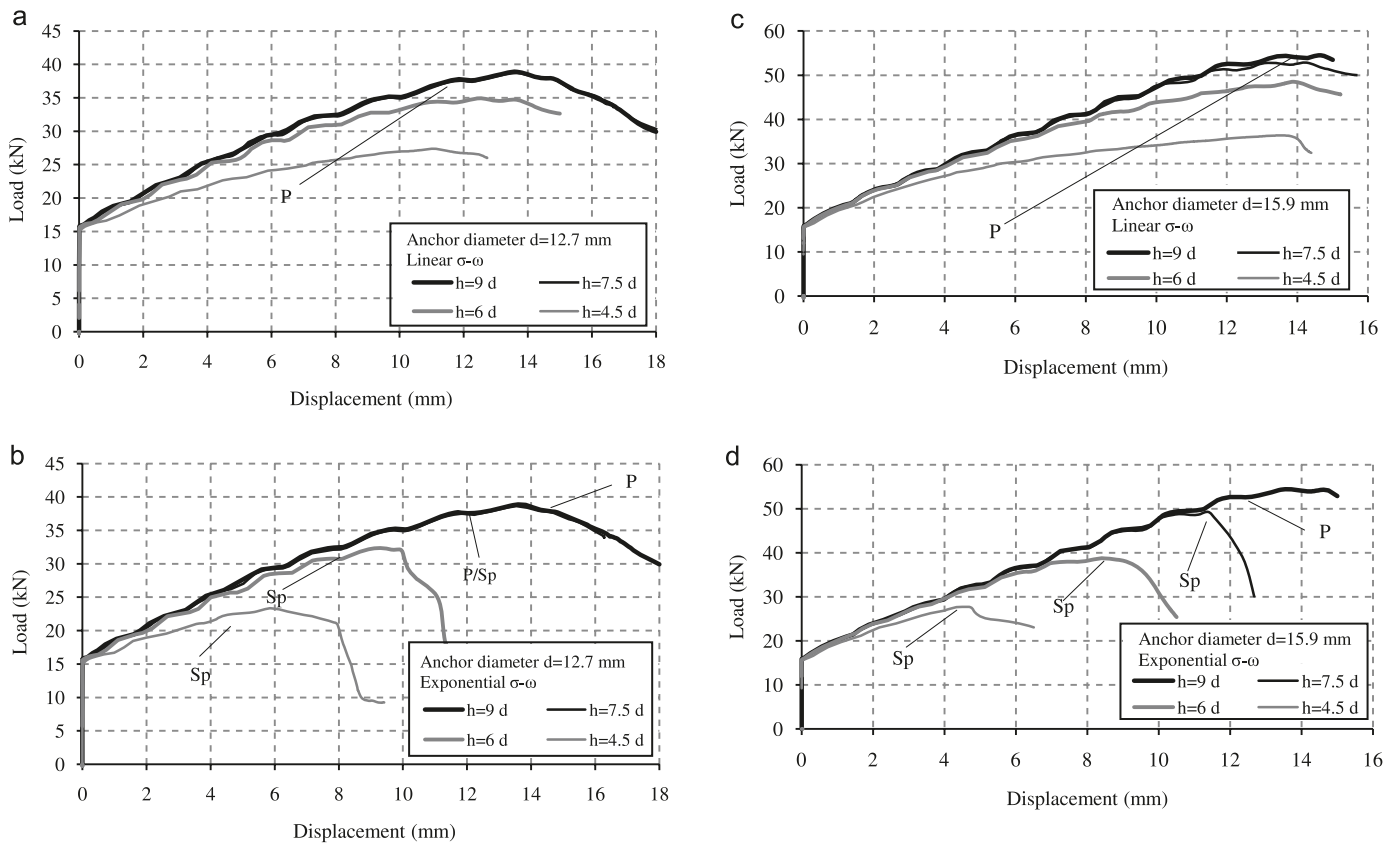 a
Load (kN)
45
40
35
30
25
20
15
10
5
0
P
Anchor diameter d=12.7 mm
Linear σ-ω
h=9 d
h=7.5 d
h=6 d
h=4.5 d
0 2 4 6 8 10 12 14 16 18
Displacement (mm)
c
Load (kN)
60
50
40
30
20
10
0
P
Anchor diameter d=15.9 mm
Linear σ-ω
h=9 d
h=7.5 d
h=6 d
h=4.5 d
0 2 4 6 8 10 12 14 16
Displacement (mm)
b
Load (kN)
45
40
35
30
25
20
15
10
5
0
P
P/Sp
Sp
Sp
Anchor diameter d=12.7 mm
Exponential σ-ω
h=9 d
h=7.5 d
h=6 d
h=4.5 d
0 2 4 6 8 10 12 14 16 18
Displacement (mm)
d
Load (kN)
60
50
40
30
20
10
0
P
Sp
Sp
Sp
Anchor diameter d=15.9 mm
Exponential σ-ω
h=9 d
h=7.5 d
h=6 d
h=4.5 d
0 2 4 6 8 10 12 14 16
Displacement (mm)